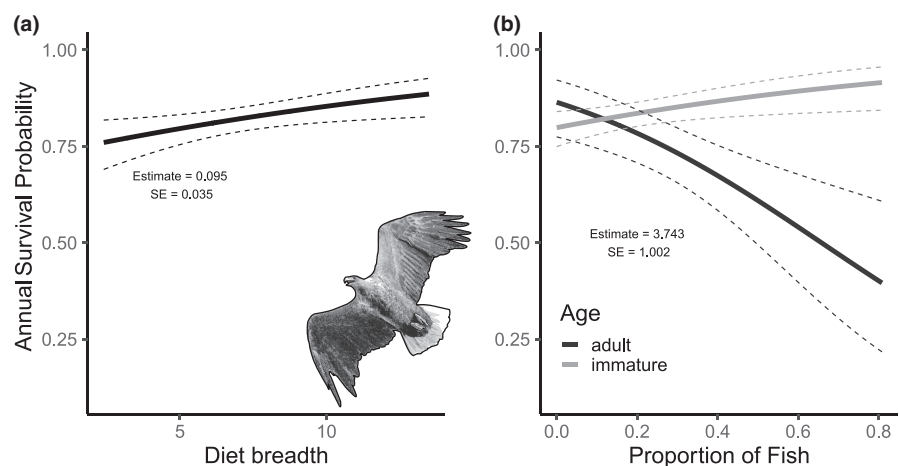 (a)
Annual Survival Probability
1.00
0.75
0.50
0.25
Estimate = 0.095
SE = 0.035
5
10
Diet breadth
(b)
1.00
0.75
0.50
0.25
Estimate = 3.743
SE = 1.002
Age
adult
immature
0.0
0.2
0.4
0.6
0.8
Proportion of Fish